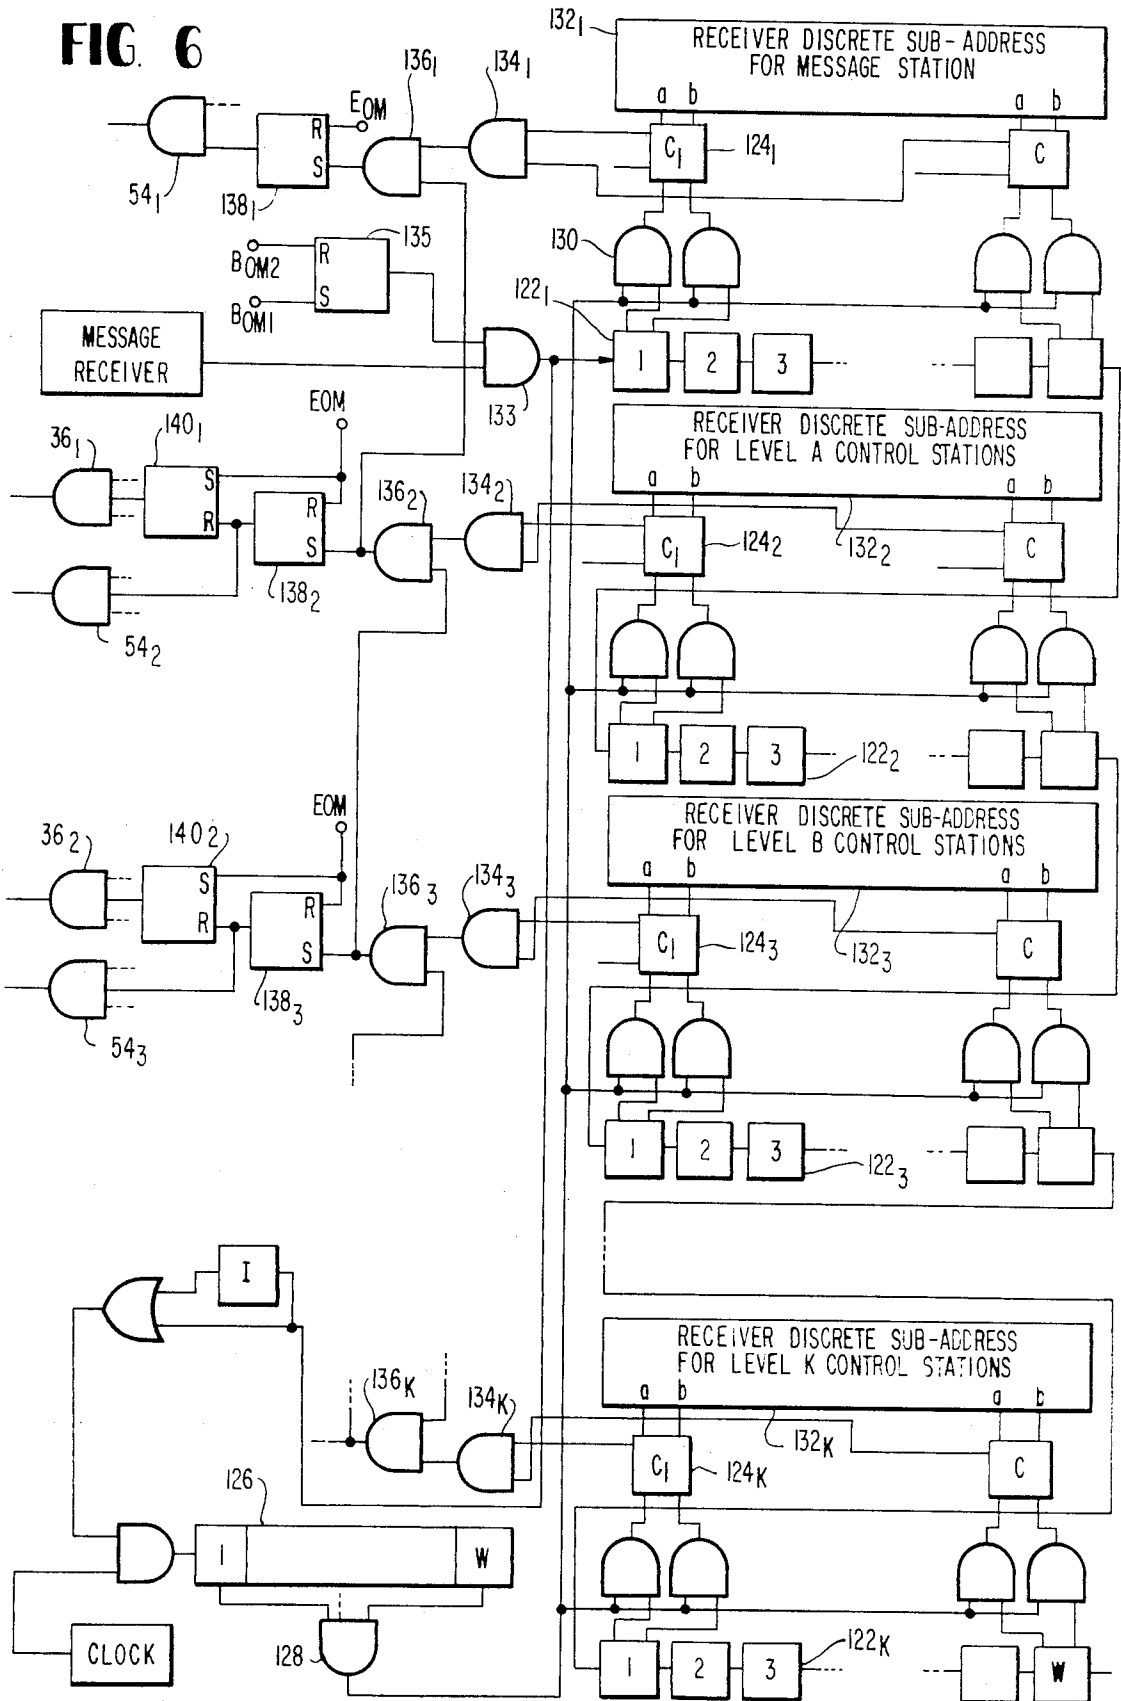 FIG. 6
132₁
RECEIVER DISCRETE SUB-ADDRESS
FOR MESSAGE STATION
a b a b
136₁ 134₁
EOM
R
S
C₁ 124₁ C
54₁ 138₁
135
130
BOM2 R
BOM1 S
122₁
MESSAGE
RECEIVER
1 2 3
133
EOM
RECEIVER DISCRETE SUB-ADDRESS
FOR LEVEL A CONTROL STATIONS
a b a b
36₁ 140₁
S
R
R
S
136₂ 134₂
C₁ 124₂ 132₂ C
138₂
54₂
1 2 3 122₂
EOM
RECEIVER DISCRETE SUB-ADDRESS
FOR LEVEL B CONTROL STATIONS
a b a b
36₂ 140₂
S
R
R
S
136₃ 134₃
C₁ 124₃ 132₃ C
138₃
54₃
1 2 3 122₃
I
RECEIVER DISCRETE SUB-ADDRESS
FOR LEVEL K CONTROL STATIONS
a b a b
136K 134K
132K
C₁ 124K C
126
1 W
CLOCK
128
1 2 3 122K W